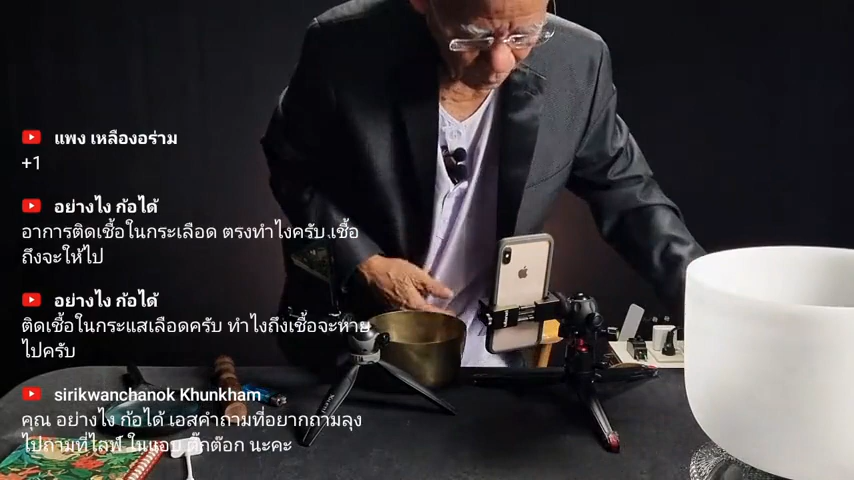 แพง เหลืองอร่าม
+1
อย่างไง ก้อได้
อาการติดเชื้อในกระเลือด ตรงทำไงครับ เชื้อ
ถึงจะให้ไป
อย่างไง ก้อได้
ติดเชื้อในกระแสเลือดครับ ทำไงถึงเชื้อจะหาย
ไปครับ
sirikwanchanok Khunkham
คุณ อย่างไง ก้อได้ เอสคำถามที่อยากถามลุง
ไปถามที่ไลฟ์ ในแอย ติ๊กต๊อก นะคะ